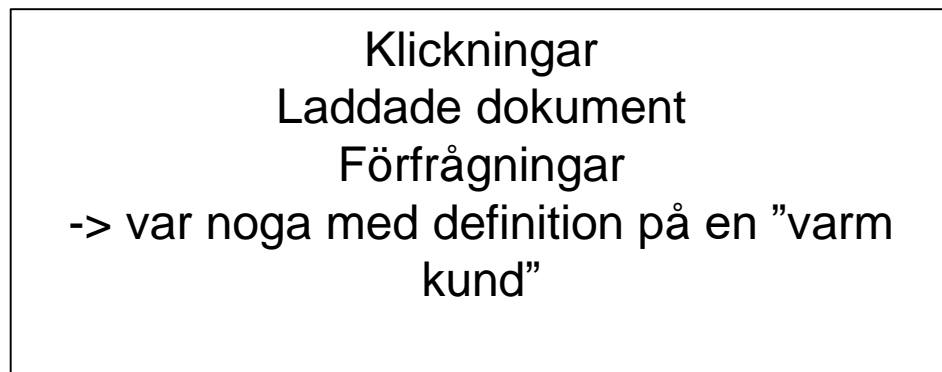 Klickningar
Laddade dokument
Förfrågningar
-> var noga med definition på en ”varm
kund”